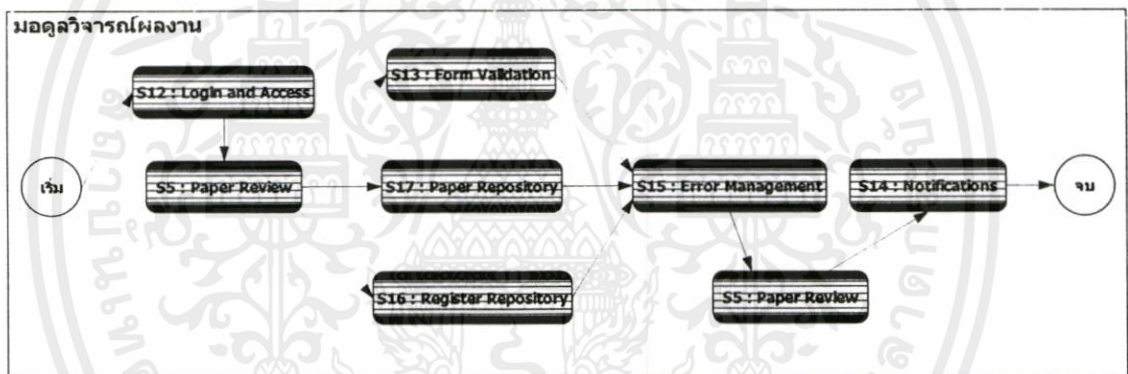 มอดูลวิจารณ์ผลงาน
S12 : Login and Access
S13 : Form Validation
เริ่ม
S5 : Paper Review
S17 : Paper Repository
S15 : Error Management
S14 : Notifications
จบ
S16 : Register Repository
S5 : Paper Review